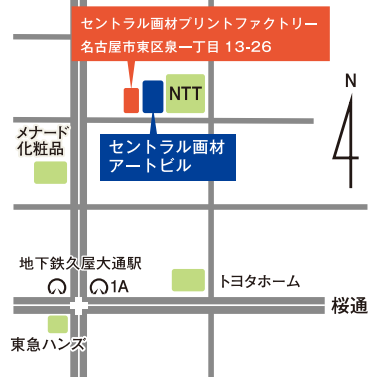 セントラル画材プリントファクトリー
名古屋市東区泉一丁目13-26
N
NTT
メナード
化粧品
セントラル画材
アートビル
地下鉄久屋大通駅
1A
トヨタホーム
桜通
東急ハンズ